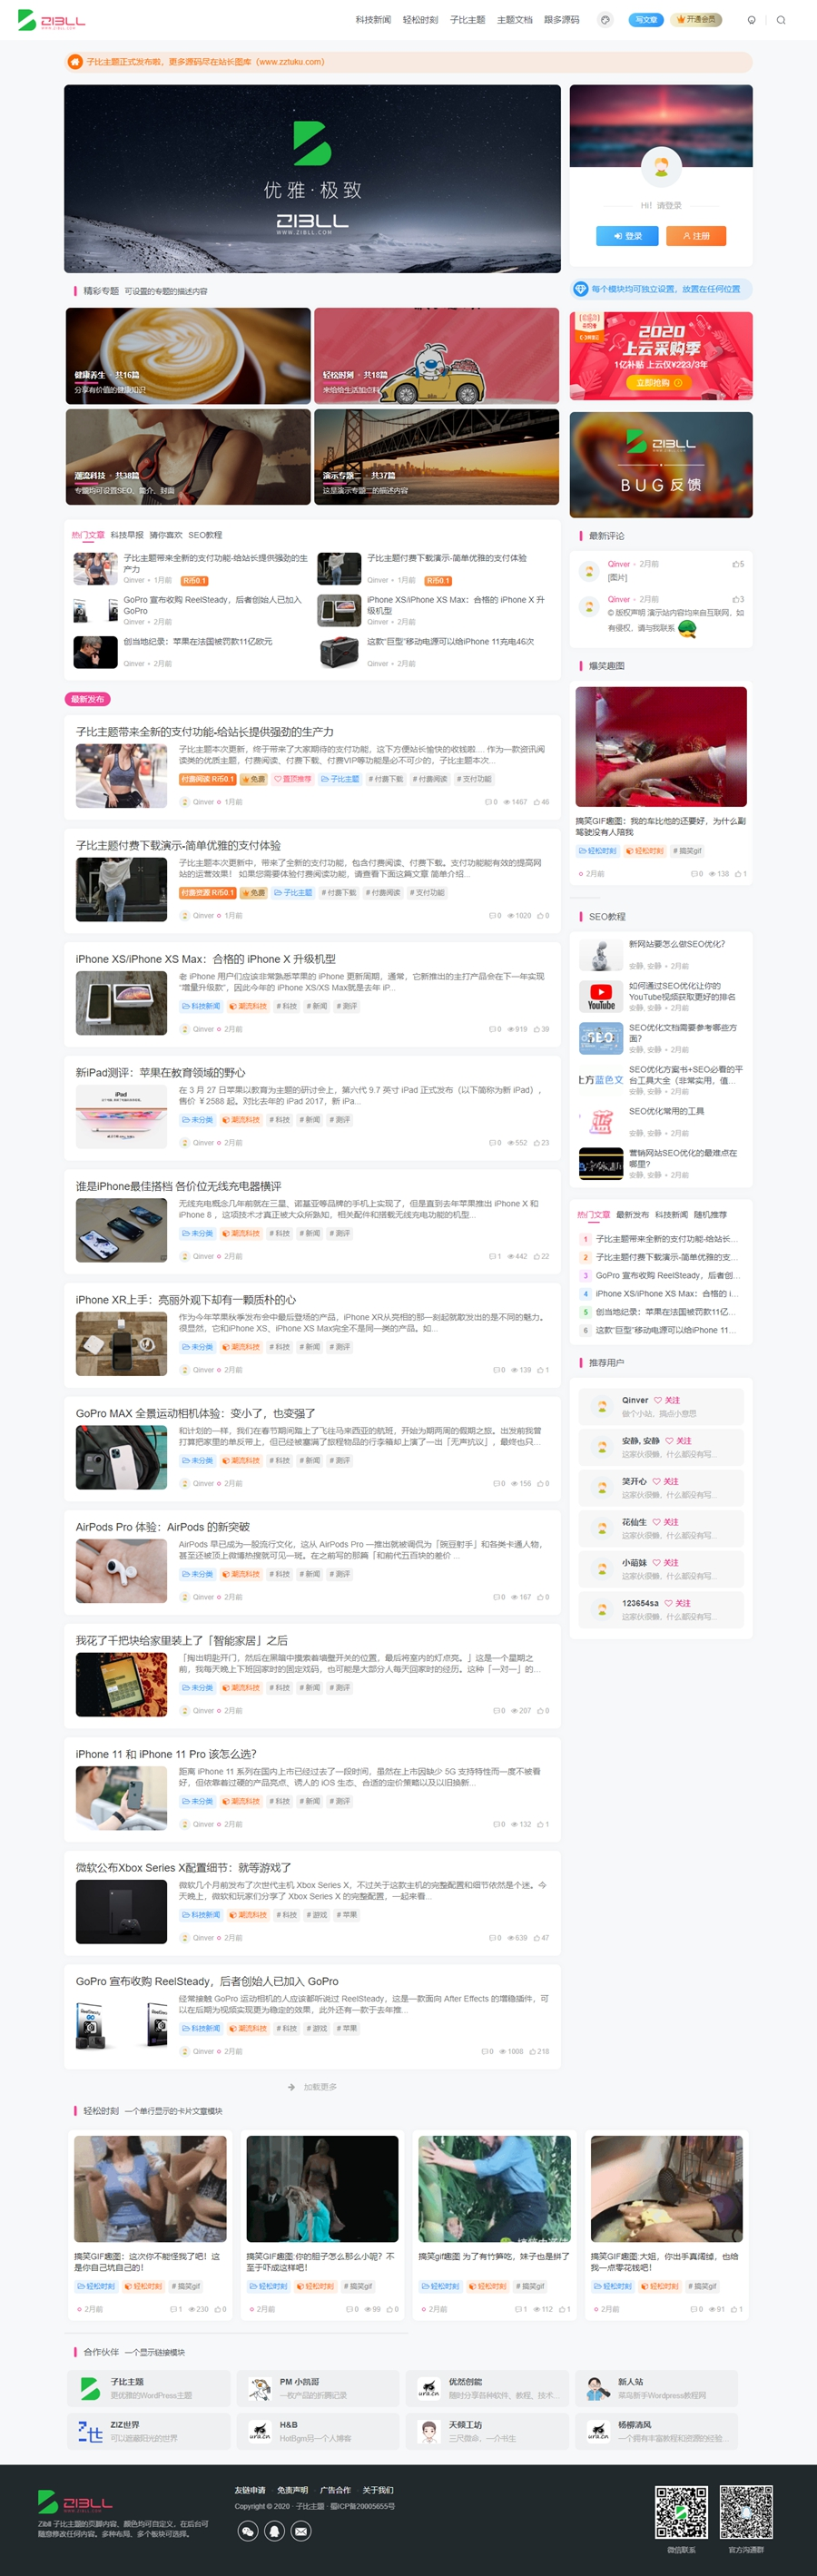 ZIBLL
科技新闻 轻松时刻 子比主题 主题文档 跟多源码 写文章 开通会员
子比主题正式发布啦，更多源码尽在站长图库（www.zztuku.com）
优雅·极致
ZIBLL
WWW.ZIBLL.COM
Hi！请登录
登录 注册
精彩专题 可设置的专题的描述内容
每个模块均可独立设置，放置在任何位置
健康养生 · 共16篇
分享有价值的健康知识
轻松时刻 · 共18篇
来给给生活加点料
潮流科技 · 共38篇
专题均可设置SEO、简介、封面
演示专题二 · 共37篇
这是演示专题二的描述内容
2020
上云采购季
1亿补贴 上云仅¥223/3年
立即抢购
ZIBLL
BUG反馈
热门文章 科技早报 猜你喜欢 SEO教程
子比主题带来全新的支付功能-给站长提供强劲的生产力
Qinver · 1月前
子比主题付费下载演示-简单优雅的支付体验
Qinver · 1月前
GoPro 宣布收购 ReelSteady，后者创始人已加入
GoPro
Qinver · 2月前
iPhone XS/iPhone XS Max：合格的 iPhone X 升
级机型
Qinver · 2月前
创当地纪录：苹果在法国被罚款11亿欧元
Qinver · 2月前
这款“巨型”移动电源可以给iPhone 11充电46次
Qinver · 2月前
最新评论
Qinver · 2月前 5
[图片]
Qinver · 2月前 3
© 版权声明 演示站内容均来自互联网，如
有侵权，请与我联系
最新发布
子比主题带来全新的支付功能-给站长提供强劲的生产力
子比主题本次更新，终于带来了大家期待的支付功能，这下方便站长愉快的收钱啦.... 作为一款资讯阅
读类的优质主题，付费阅读、付费下载、付费VIP等功能是必不可少的，子比主题本次...
免费 置顶推荐 子比主题 # 付费下载 # 付费阅读 # 支付功能
Qinver 1月前 0 1467 46
子比主题付费下载演示-简单优雅的支付体验
子比主题本次更新中，带来了全新的支付功能，包含付费阅读、付费下载。支付功能能有效的提高网
站的运营效果！ 如果您需要体验付费阅读功能，请查看下面这篇文章 简单介绍...
免费 子比主题 # 付费下载 # 付费阅读 # 支付功能
Qinver 1月前 0 1020 0
iPhone XS/iPhone XS Max：合格的 iPhone X 升级机型
老 iPhone 用户们应该非常熟悉苹果的 iPhone 更新周期，通常，它新推出的主打产品会在下一年实现
“增量升级款”，因此今年的 iPhone XS/XS Max就是去年 iP...
科技新闻 潮流科技 # 科技 # 新闻 # 测评
Qinver 2月前 0 919 39
新iPad测评：苹果在教育领域的野心
在 3 月 27 日苹果以教育为主题的研讨会上，第六代 9.7 英寸 iPad 正式发布（以下简称为新 iPad），
售价 ￥2588 起。对比去年的 iPad 2017，新 iPa...
未分类 潮流科技 # 科技 # 新闻 # 测评
Qinver 2月前 0 552 23
谁是iPhone最佳搭档 各价位无线充电器横评
无线充电概念几年前就在三星、诺基亚等品牌的手机上实现了，但是直到去年苹果推出 iPhone X 和
iPhone 8 ，这项技术才真正被大众所熟知，相关配件和搭载无线充电功能的机型...
未分类 潮流科技 # 科技 # 新闻 # 测评
Qinver 2月前 1 442 22
iPhone XR上手：亮丽外观下却有一颗质朴的心
作为今年苹果秋季发布会中最后登场的产品，iPhone XR从亮相的那一刻起就散发出的是不同的魅力。
很显然，它和iPhone XS、iPhone XS Max完全不是同一类的产品。如...
未分类 潮流科技 # 科技 # 新闻 # 测评
Qinver 2月前 0 139 1
GoPro MAX 全景运动相机体验：变小了，也变强了
和计划的一样，我们在春节期间踏上了飞往马来西亚的航班，开始为期两周的假期之旅。出发前我曾
打算把家里的单反带上，但已经被塞满了旅程物品的行李箱却上演了一出「无声抗议」，最终也只...
未分类 潮流科技 # 科技 # 新闻 # 测评
Qinver 2月前 0 156 0
AirPods Pro 体验：AirPods 的新突破
AirPods 早已成为一股流行文化，这从 AirPods Pro 一推出就被调侃为「豌豆射手」和各类卡通人物，
甚至还被顶上微博热搜就可见一斑。在之前写的那篇「和前代五百块的差价 ...
未分类 潮流科技 # 科技 # 新闻 # 测评
Qinver 2月前 0 167 0
我花了千把块给家里装上了「智能家居」之后
「掏出钥匙开门，然后在黑暗中摸索着墙壁开关的位置，最后将室内的灯点亮。」这是一个星期之
前，我每天晚上下班回家时的固定戏码，也可能是大部分人每天回家时的经历。这种「一对一」的...
未分类 潮流科技 # 科技 # 新闻 # 测评
Qinver 2月前 0 207 0
iPhone 11 和 iPhone 11 Pro 该怎么选？
距离 iPhone 11 系列在国内上市已经过去了一段时间，虽然在上市因缺少 5G 支持特性而一度不被看
好，但依靠着过硬的产品亮点、诱人的 iOS 生态、合适的定价策略以及以旧换新...
未分类 潮流科技 # 科技 # 新闻 # 测评
Qinver 2月前 0 132 1
微软公布Xbox Series X配置细节：就等游戏了
微软几个月前发布了次世代主机 Xbox Series X，不过关于这款主机的完整配置和细节依然是个迷。今
天晚上，微软和玩家们分享了 Xbox Series X 的完整配置，一起来看...
科技新闻 潮流科技 # 科技 # 游戏 # 苹果
Qinver 2月前 0 639 47
GoPro 宣布收购 ReelSteady，后者创始人已加入 GoPro
经常接触 GoPro 运动相机的人应该都听说过 ReelSteady，这是一款面向 After Effects 的增稳插件，可
以在后期为视频实现更为稳定的效果，此外还有一款于去年推...
科技新闻 潮流科技 # 科技 # 游戏 # 苹果
Qinver 2月前 0 1008 218
加载更多
爆笑趣图
搞笑GIF趣图：我的车比他的还要好，为什么副
驾驶没有人陪我
轻松时刻 轻松时刻 # 搞笑gif
2月前 0 138 1
SEO教程
新网站要怎么做SEO优化？
安静, 安静 · 2月前
如何通过SEO优化让你的
YouTube视频获取更好的排名
安静, 安静 · 2月前
SEO优化文档需要参考哪些方
面？
安静, 安静 · 2月前
SEO优化方案书+SEO必看的平
台工具大全（非常实用，值...
安静, 安静 · 2月前
SEO优化常用的工具
安静, 安静 · 2月前
营销网站SEO优化的最难点在
哪里？
安静, 安静 · 2月前
热门文章 最新发布 科技新闻 随机推荐
1 子比主题带来全新的支付功能-给站长...
2 子比主题付费下载演示-简单优雅的支...
3 GoPro 宣布收购 ReelSteady，后者创...
4 iPhone XS/iPhone XS Max：合格的 i...
5 创当地纪录：苹果在法国被罚款11亿...
6 这款“巨型”移动电源可以给iPhone 11...
推荐用户
Qinver 关注
做个小站，搞点小意思
安静, 安静 关注
这家伙很懒，什么都没有写...
笑开心 关注
这家伙很懒，什么都没有写...
花仙生 关注
这家伙很懒，什么都没有写...
小萌妹 关注
这家伙很懒，什么都没有写...
123654sa 关注
这家伙很懒，什么都没有写...
轻松时刻 一个单行显示的卡片文章模块
搞笑GIF趣图：这次你不能怪我了吧！这
是你自己坑自己的！
轻松时刻 轻松时刻 # 搞笑gif
2月前 1 230 0
搞笑GIF趣图:你的胆子怎么那么小呢？不
至于吓成这样吧！
轻松时刻 轻松时刻 # 搞笑gif
2月前 0 99 0
搞笑gif趣图 为了有竹笋吃，妹子也是拼了
轻松时刻 轻松时刻 # 搞笑gif
2月前 1 112 1
搞笑GIF趣图:大姐，你出手真阔绰，也给
我一点零花钱吧！
轻松时刻 轻松时刻 # 搞笑gif
2月前 0 91 1
合作伙伴 一个显示链接模块
子比主题
更优雅的WordPress主题
PM 小凯哥
一枚产品的折腾记录
优然创能
随时分享各种软件、教程、技术...
新人站
菜鸟新手Wordpress教程网
ZIZ世界
可以遮蔽阳光的世界
H&B
HotBgm另一个人博客
天倾工坊
三尺微命，一介书生
杨柳清风
一个拥有丰富教程和资源的经验...
ZIBLL
Zibll 子比主题的页脚内容、颜色均可自定义，在后台可
随意修改任何内容。多种布局，多个板块可选择。
友链申请 免责声明 广告合作 关于我们
Copyright © 2020 · 子比主题 · 蜀ICP备20005655号
微信联系 官方沟通群